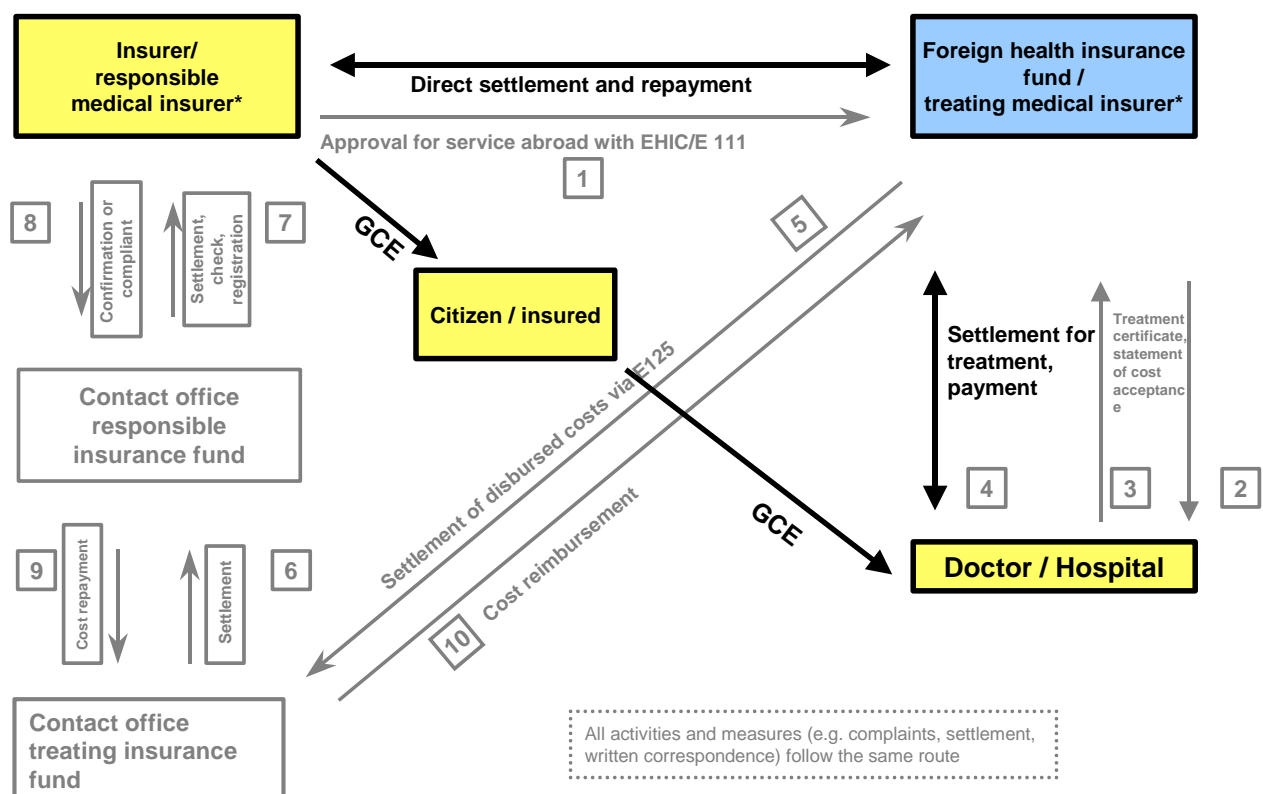 Insurer/
responsible
medical insurer*
Direct settlement and repayment
Foreign health insurance
fund /
treating medical insurer*
Approval for service abroad with EHIC/E 111
1
8
Confirmation or
compliant
Settlement,
check,
registration
7
GCE
5
Citizen / insured
Settlement for
treatment,
payment
Treatment
certificate,
statement
of cost
acceptanc
e
Contact office
responsible
insurance fund
Settlement of disbursed costs via E125
4
3
2
GCE
9
Cost repayment
Settlement
6
Cost reimbursement
10
Doctor / Hospital
Contact office
treating insurance
fund
All activities and measures (e.g. complaints, settlement,
written correspondence) follow the same route